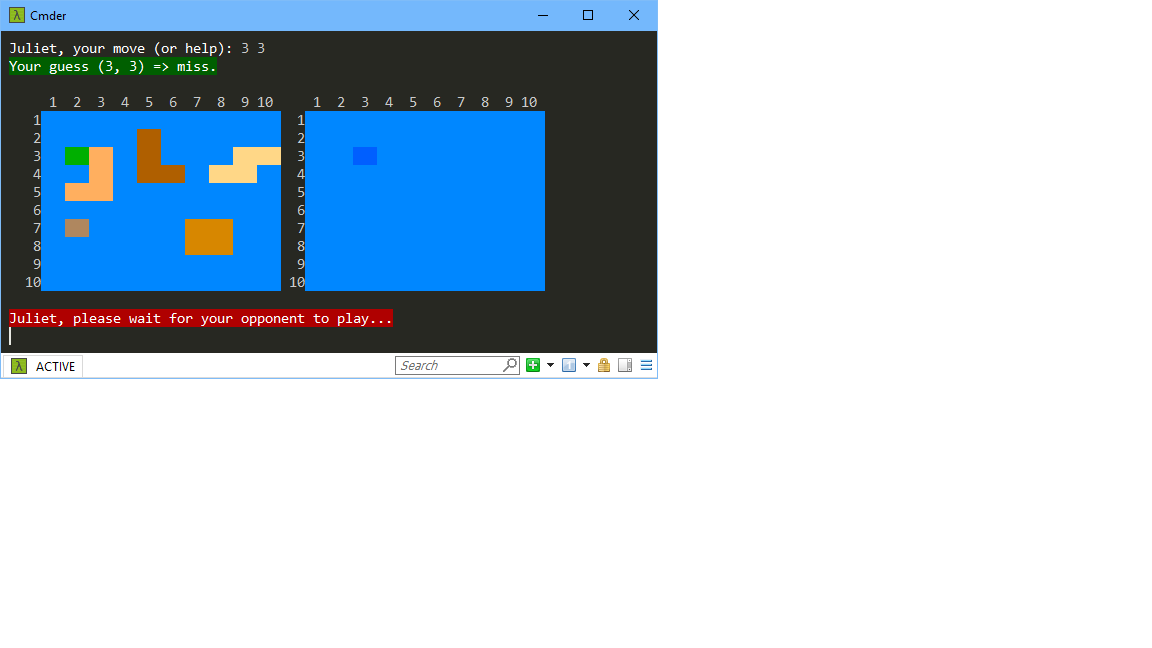 Cmder
Juliet, your move (or help): 3 3
Your guess (3, 3) => miss.
1 2 3 4 5 6 7 8 9 10 1 2 3 4 5 6 7 8 9 10
1 1
2 2
3 3
4 4
5 5
6 6
7 7
8 8
9 9
10 10
Juliet, please wait for your opponent to play...
λ ACTIVE
Search